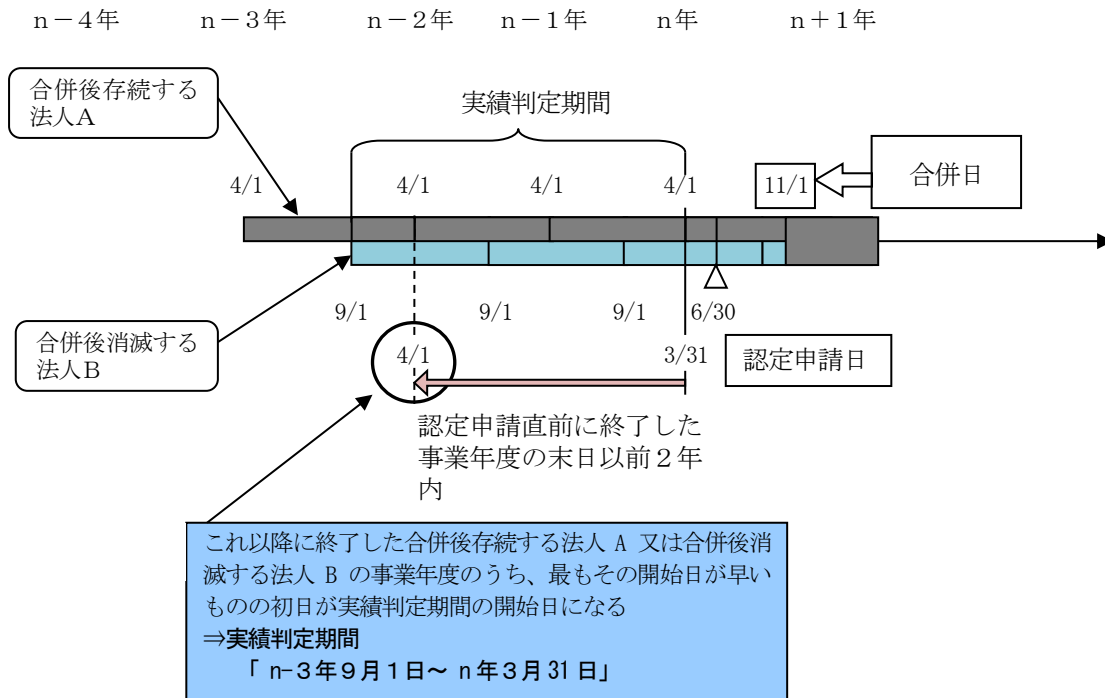 n－4年 n－3年 n－2年 n－1年 n年 n＋1年
合併後存続する
法人A
実績判定期間
合併日
4/1 4/1 4/1 4/1 11/1
9/1 9/1 9/1 6/30
合併後消滅する
法人B
4/1 3/31
認定申請日
認定申請直前に終了した
事業年度の末日以前２年
内
これ以降に終了した合併後存続する法人 A 又は合併後消
滅する法人 B の事業年度のうち、最もその開始日が早い
ものの初日が実績判定期間の開始日になる
⇒実績判定期間
「 n-３年９月１日～ n 年３月 31 日」